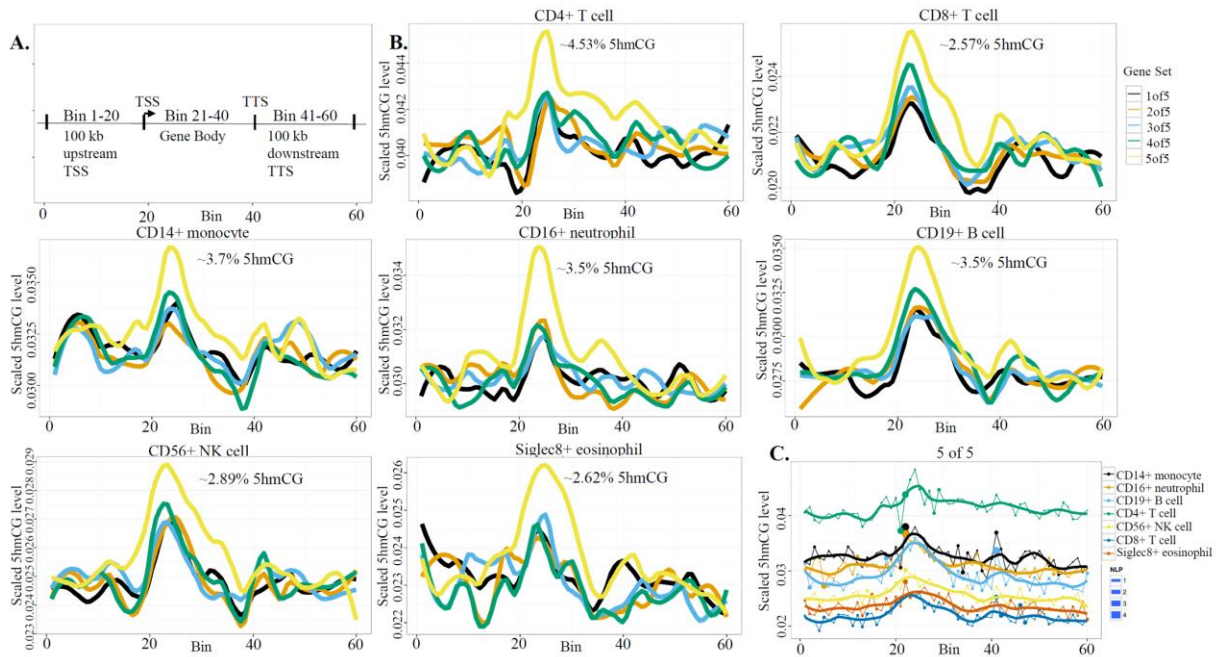 A.
TSS
TTS
Bin 1-20
Bin 21-40
Bin 41-60
100 kb
upstream
TSS
Gene Body
100 kb
downstream
TTS
0
20
40
60
Bin
B.
CD4+ T cell
~4.53% 5hmCG
Scaled 5hmCG level
0.044
0.042
0.040
0
20
40
60
Bin
CD8+ T cell
~2.57% 5hmCG
Scaled 5hmCG level
0.024
0.022
0.020
0
20
40
60
Bin
Gene Set
1of5
2of5
3of5
4of5
5of5
CD14+ monocyte
~3.7% 5hmCG
Scaled 5hmCG level
0.0350
0.0325
0.0300
0
20
40
60
Bin
CD16+ neutrophil
~3.5% 5hmCG
Scaled 5hmCG level
0.034
0.032
0.030
0
20
40
60
Bin
CD19+ B cell
~3.5% 5hmCG
Scaled 5hmCG level
0.0350
0.0325
0.0300
0.0275
0
20
40
60
Bin
CD56+ NK cell
~2.89% 5hmCG
Scaled 5hmCG level
0.029
0.028
0.027
0.026
0.025
0.024
0.023
0
20
40
60
Bin
Siglec8+ eosinophil
~2.62% 5hmCG
Scaled 5hmCG level
0.026
0.025
0.024
0.023
0.022
0
20
40
60
Bin
C.
5 of 5
Scaled 5hmCG level
0.04
0.03
0.02
0
20
40
60
Bin
CD14+ monocyte
CD16+ neutrophil
CD19+ B cell
CD4+ T cell
CD56+ NK cell
CD8+ T cell
Siglec8+ eosinophil
NLP
1
2
3
4